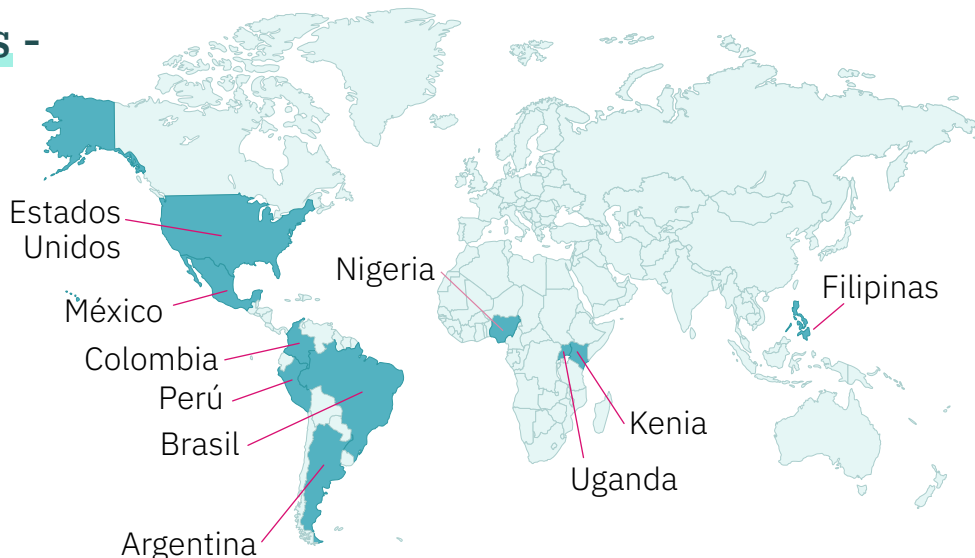 s -
Estados
Unidos
Nigeria
Filipinas
México
Colombia
Perú
Brasil
Kenia
Uganda
Argentina